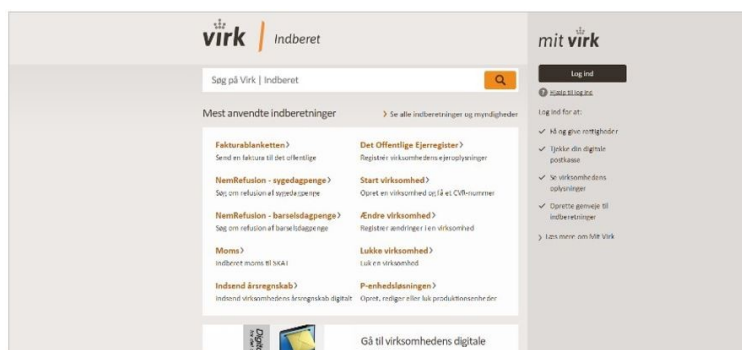 virk Indberet
Søg på Virk | Indberet
Mest anvendte indberetninger
Se alle indberetninger og myndigheder
Fakturablanketten
Send en faktura til det offentlige
NemRefusion - sygedagpenge
Søg om refusion af sygedagpenge
NemRefusion - barselsdagpenge
Søg om refusion af barselsdagpenge
Moms
Indberet moms til SKAT
Indsend årsregnskab
Indsend virksomhedens årsregnskab digitalt
Det Offentlige Ejerregister
Registrér virksomhedens ejeroplysninger
Start virksomhed
Opret en virksomhed og få et CVR-nummer
Ændre virksomhed
Registrer ændringer i en virksomhed
Lukke virksomhed
Luk en virksomhed
P-enhedsløsningen
Opret, rediger eller luk produktionsenheder
Digital
Gå til virksomhedens digitale
mit virk
Log ind
Hjælp til log ind
Log ind for at:
Få og give rettigheder
Tjekke din digitale
postkasse
Se virksomhedens
oplysninger
Oprette genveje til
indberetninger
Læs mere om Mit Virk